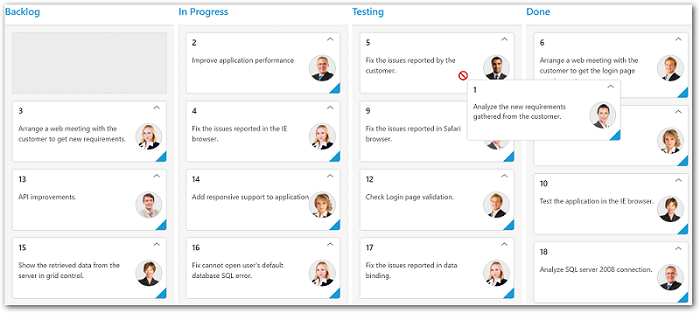 Backlog
In Progress
Testing
Done
3
Arrange a web meeting with the
customer to get new requirements.
13
API improvements.
15
Show the retrieved data from the
server in grid control.
2
Improve application performance
4
Fix the issues reported in the IE
browser.
14
Add responsive support to application
16
Fix cannot open user's default
database SQL error.
5
Fix the issues reported by the
customer.
9
Fix the issues reported in Safari
browser.
12
Check Login page validation.
17
Fix the issues reported in data
binding.
1
Analyze the new requirements
gathered from the customer.
6
Arrange a web meeting with the
customer to get the login page
10
Test the application in the IE browser.
18
Analyze SQL server 2008 connection.